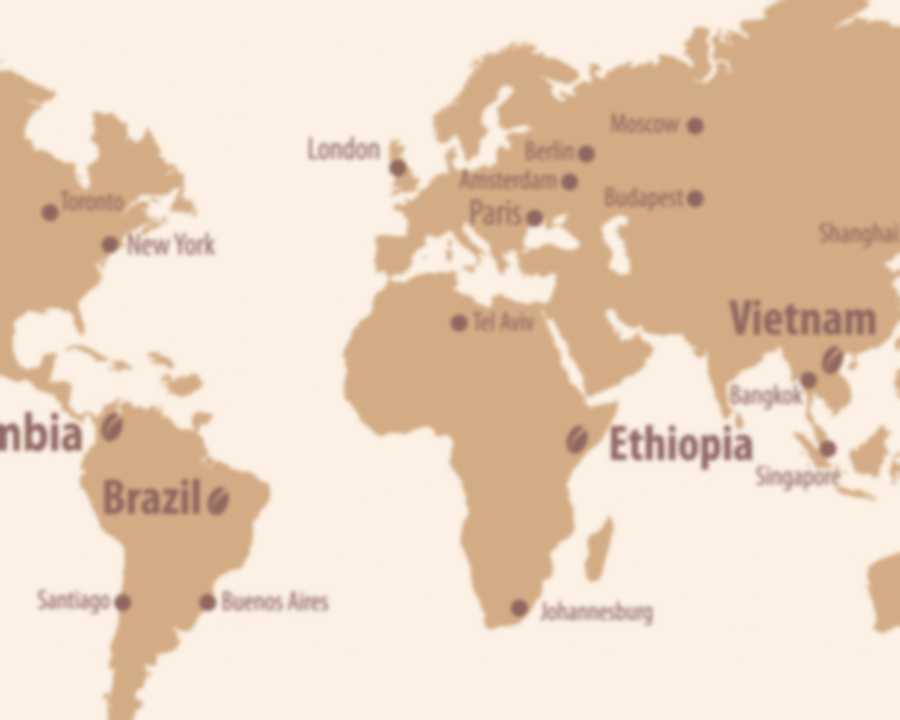 Moscow
London
Berlin
Amsterdam
Budapest
Toronto
Paris
Shanghai
New York
Vietnam
Tel Aviv
Bangkok
mbia
Ethiopia
Singapore
Brazil
Santiago
Buenos Aires
Johannesburg